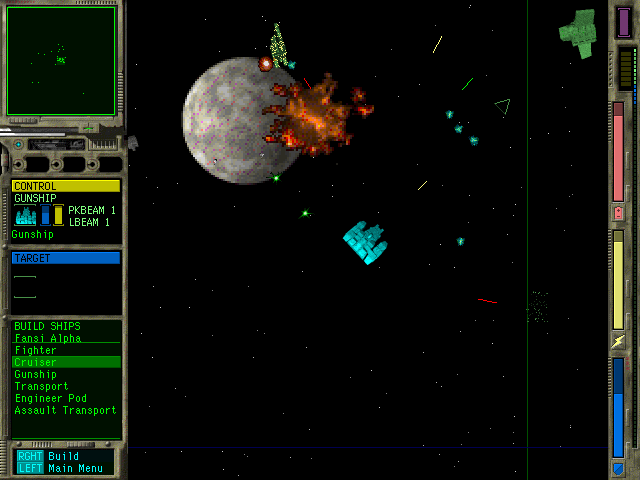 CONTROL
GUNSHIP
PKBEAM 1
LBEAM 1
Gunship
TARGET
BUILD SHIPS
Fansi Alpha
Fighter
Cruiser
Gunship
Transport
Engineer Pod
Assault Transport
RGHT Build
LEFT Main Menu